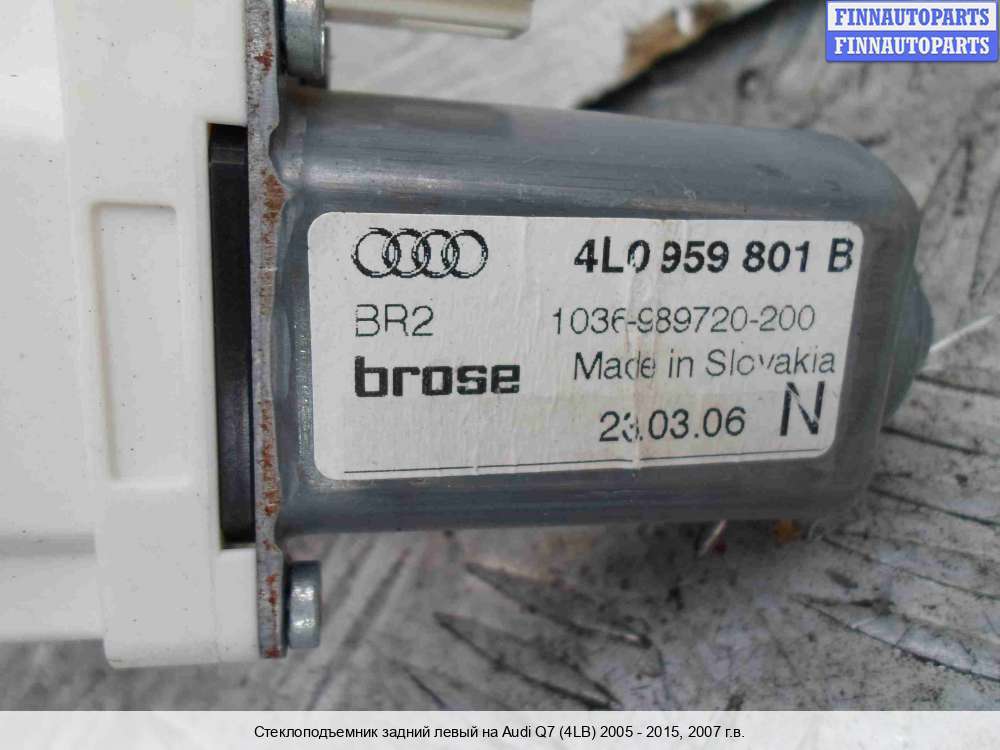 FINNAUTOPARTS
FINNAUTOPARTS
4L0 959 801 B
BR2 1036-989720-200
brose Made in Slovakia
23.03.06 N
Стеклоподъемник задний левый на Audi Q7 (4LB) 2005 - 2015, 2007 г.в.